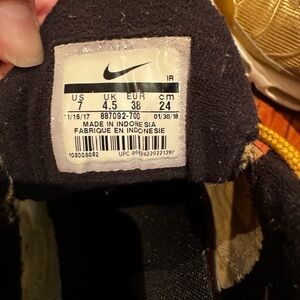 IR
US UK EUR cm
7 4.5 38 24
11/15/17 887092-700 01/30/18
MADE IN INDONESIA
FABRIQUE EN INDONESIE
UPC